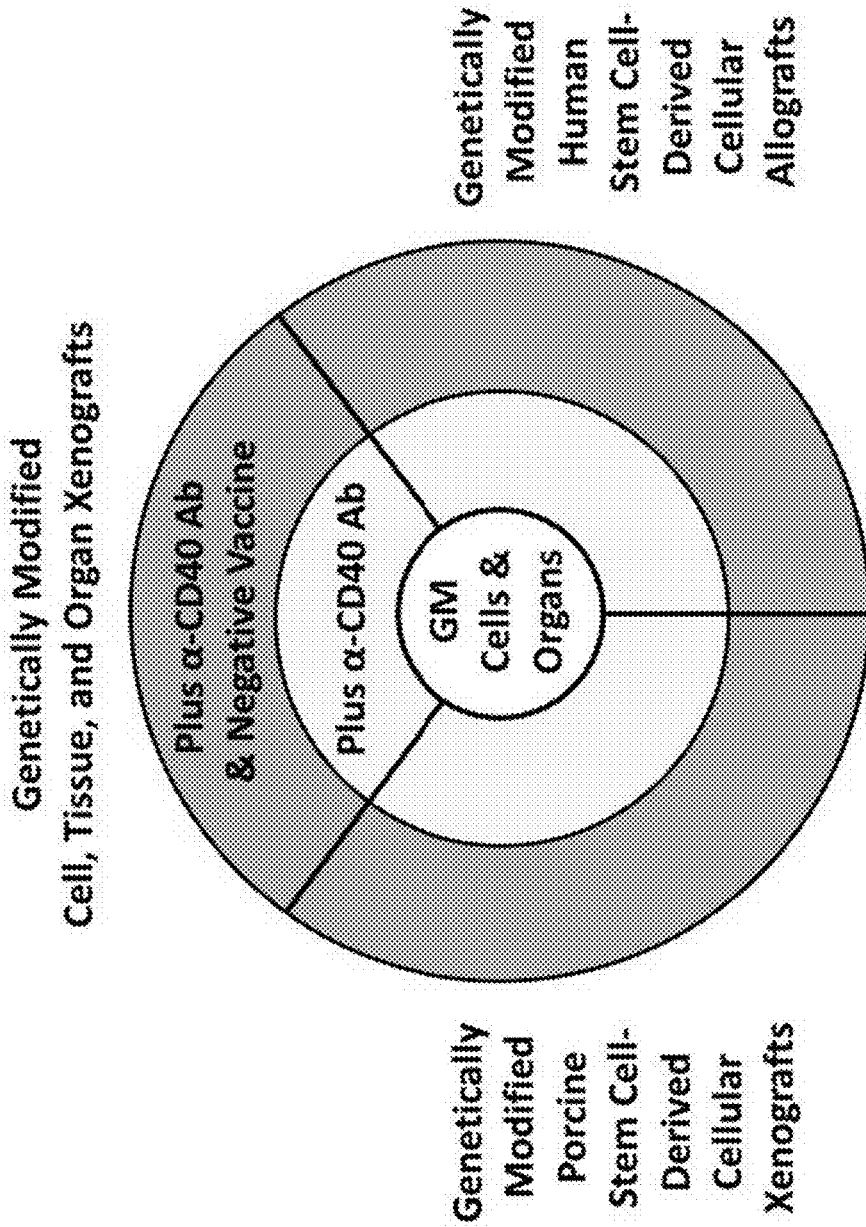 Genetically Modified
Cell, Tissue, and Organ Xenografts
Plus α-CD40 Ab
& Negative Vaccine
Plus α-CD40 Ab
GM
Cells &
Organs
Genetically
Modified
Porcine
Stem Cell-
Derived
Cellular
Xenografts
Genetically
Modified
Human
Stem Cell-
Derived
Cellular
Allografts